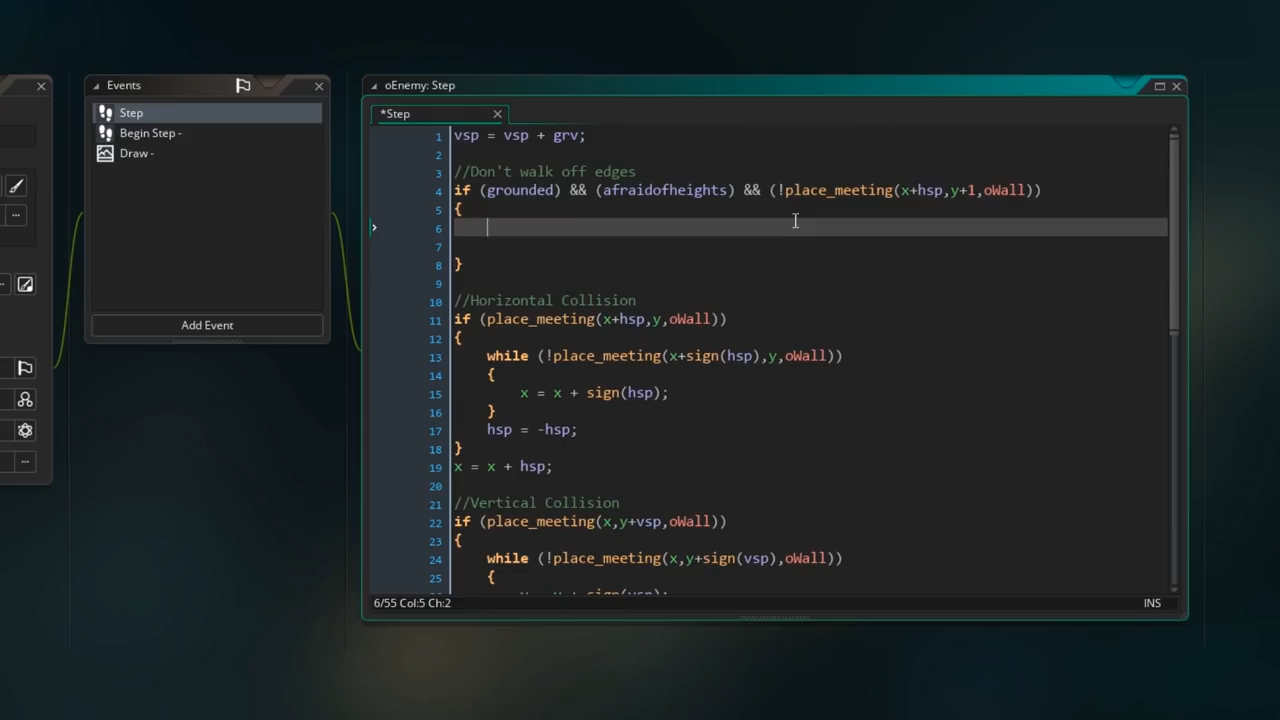 Events
Step
Begin Step -
Draw -
Add Event
oEnemy: Step
*Step
1 vsp = vsp + grv;
2
3 //Don't walk off edges
4 if (grounded) && (afraidofheights) && (!place_meeting(x+hsp,y+1,oWall))
5 {
6
7
8 }
9
10 //Horizontal Collision
11 if (place_meeting(x+hsp,y,oWall))
12 {
13 while (!place_meeting(x+sign(hsp),y,oWall))
14 {
15 x = x + sign(hsp);
16 }
17 hsp = -hsp;
18 }
19 x = x + hsp;
20
21 //Vertical Collision
22 if (place_meeting(x,y+vsp,oWall))
23 {
24 while (!place_meeting(x,y+sign(vsp),oWall))
25 {
6/55 Col:5 Ch:2
INS